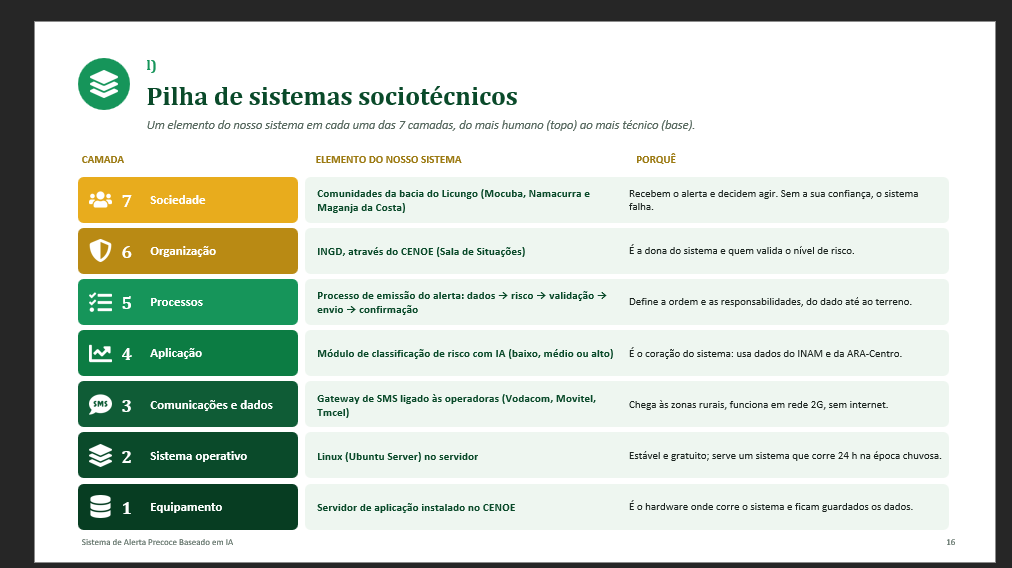 l)
Pilha de sistemas sociotécnicos
Um elemento do nosso sistema em cada uma das 7 camadas, do mais humano (topo) ao mais técnico (base).
CAMADA ELEMENTO DO NOSSO SISTEMA PORQUÊ
7 Sociedade
Comunidades da bacia do Licungo (Mocuba, Namacurra e
Maganja da Costa)
Recebem o alerta e decidem agir. Sem a sua confiança, o sistema
falha.
6 Organização
INGD, através do CENOE (Sala de Situações)
É a dona do sistema e quem valida o nível de risco.
5 Processos
Processo de emissão do alerta: dados → risco → validação →
envio → confirmação
Define a ordem e as responsabilidades, do dado até ao terreno.
4 Aplicação
Módulo de classificação de risco com IA (baixo, médio ou alto)
É o coração do sistema: usa dados do INAM e da ARA-Centro.
SMS
3 Comunicações e dados
Gateway de SMS ligado às operadoras (Vodacom, Movitel,
Tmcel)
Chega às zonas rurais, funciona em rede 2G, sem internet.
2 Sistema operativo
Linux (Ubuntu Server) no servidor
Estável e gratuito; serve um sistema que corre 24 h na época chuvosa.
1 Equipamento
Servidor de aplicação instalado no CENOE
É o hardware onde corre o sistema e ficam guardados os dados.
Sistema de Alerta Precoce Baseado em IA
16